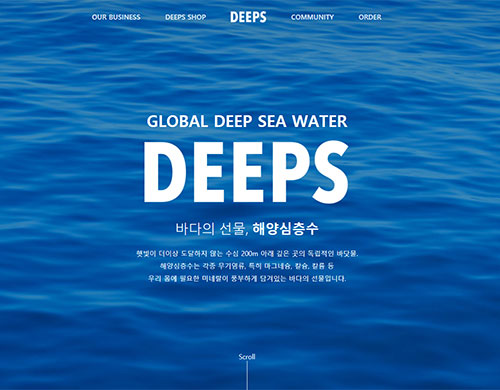 OUR BUSINESS DEEPS SHOP DEEPS COMMUNITY ORDER
GLOBAL DEEP SEA WATER
DEEPS
바다의 선물, 해양심층수
햇빛이 더이상 도달하지 않는 수심 200m 아래 깊은 곳의 독립적인 바닷물.
해양심층수는 각종 무기염류, 특히 마그네슘, 칼슘, 칼륨 등
우리 몸에 필요한 미네랄이 풍부하게 담겨있는 바다의 선물입니다.
Scroll